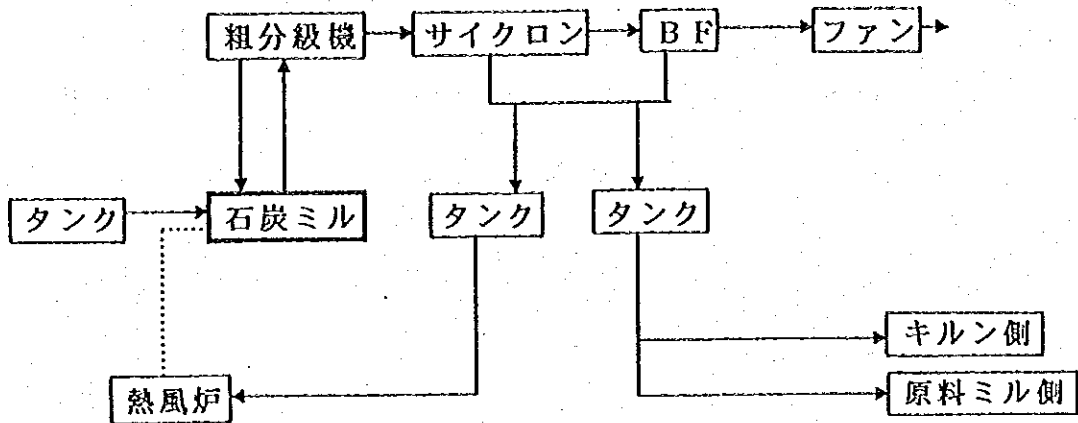 粗分級機
サイクロン
BF
ファン
タンク
石炭ミル
タンク
タンク
キルン側
熱風炉
原料ミル側